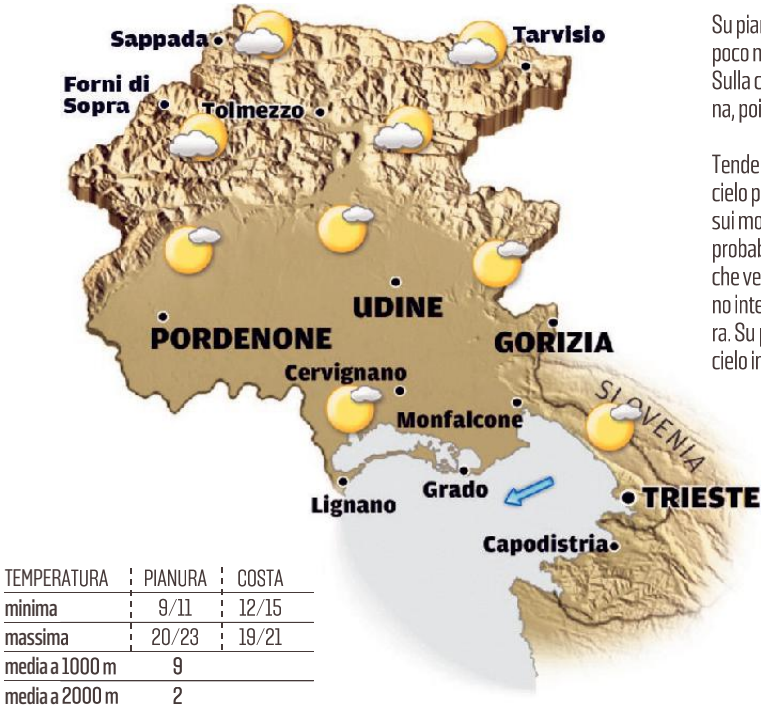 Sappada
Tarvisio
Forni di
Sopra
Tolmezzo
UDINE
PORDENONE
GORIZIA
Cervignano
Monfalcone
SLOVENIA
Lignano
Grado
TRIESTE
Capodistria
TEMPERATURA PIANURA COSTA
minima 9/11 12/15
massima 20/23 19/21
media a 1000 m 9
media a 2000 m 2
Su pia
poco
Sulla
na, poi
Tende
cielo p
sui mo
probab
che ve
no inte
ra. Su
cielo in